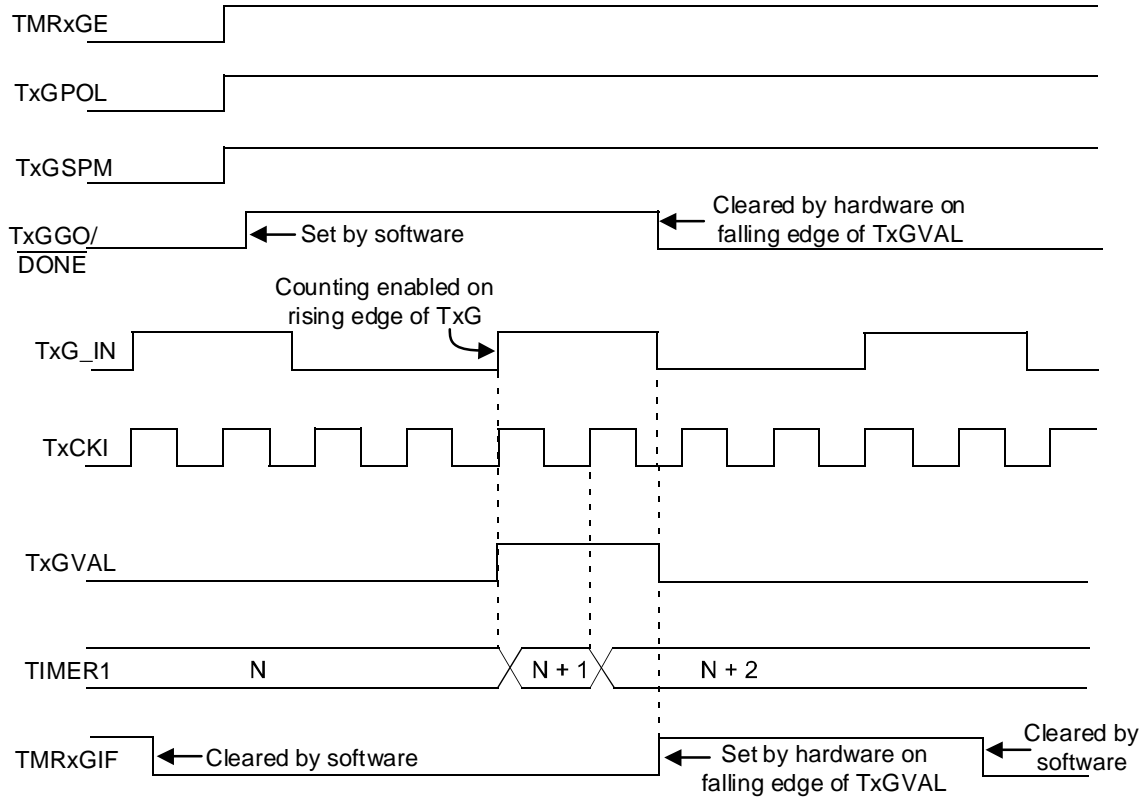 TMRxGE
TxGPOL
TxGSPM
TxGGO/
DONE
Set by software
Cleared by hardware on
falling edge of TxGVAL
Counting enabled on
rising edge of TxG
TxG_IN
TxCKI
TxGVAL
TIMER1
N
N + 1
N + 2
TMRxGIF
Cleared by software
Set by hardware on
falling edge of TxGVAL
Cleared by
software